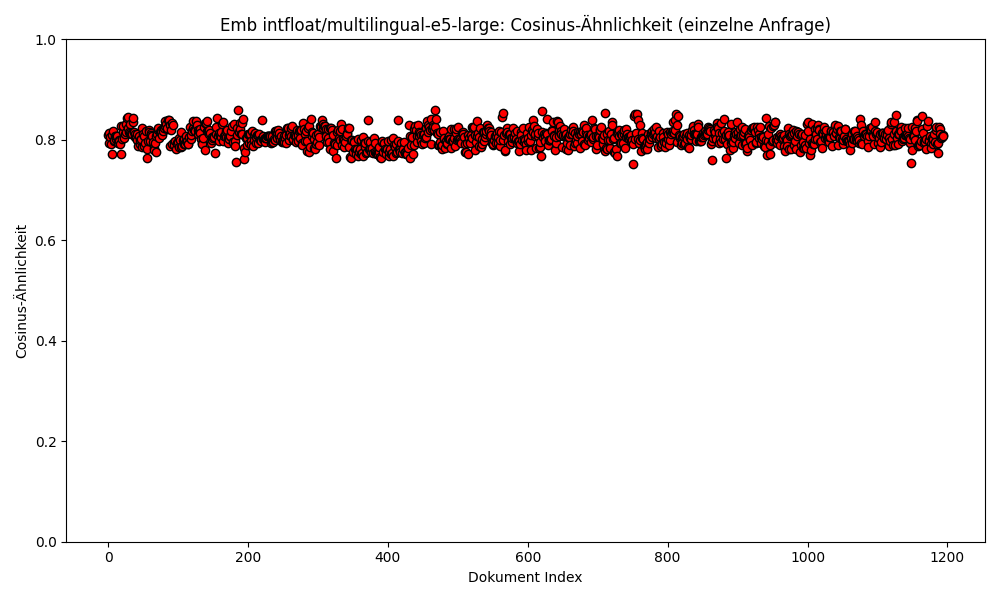 Emb intfloat/multilingual-e5-large: Cosinus-Ähnlichkeit (einzelne Anfrage)
1.0
0.8
0.6
0.4
0.2
0.0
Cosinus-Ähnlichkeit
0 200 400 600 800 1000 1200
Dokument Index